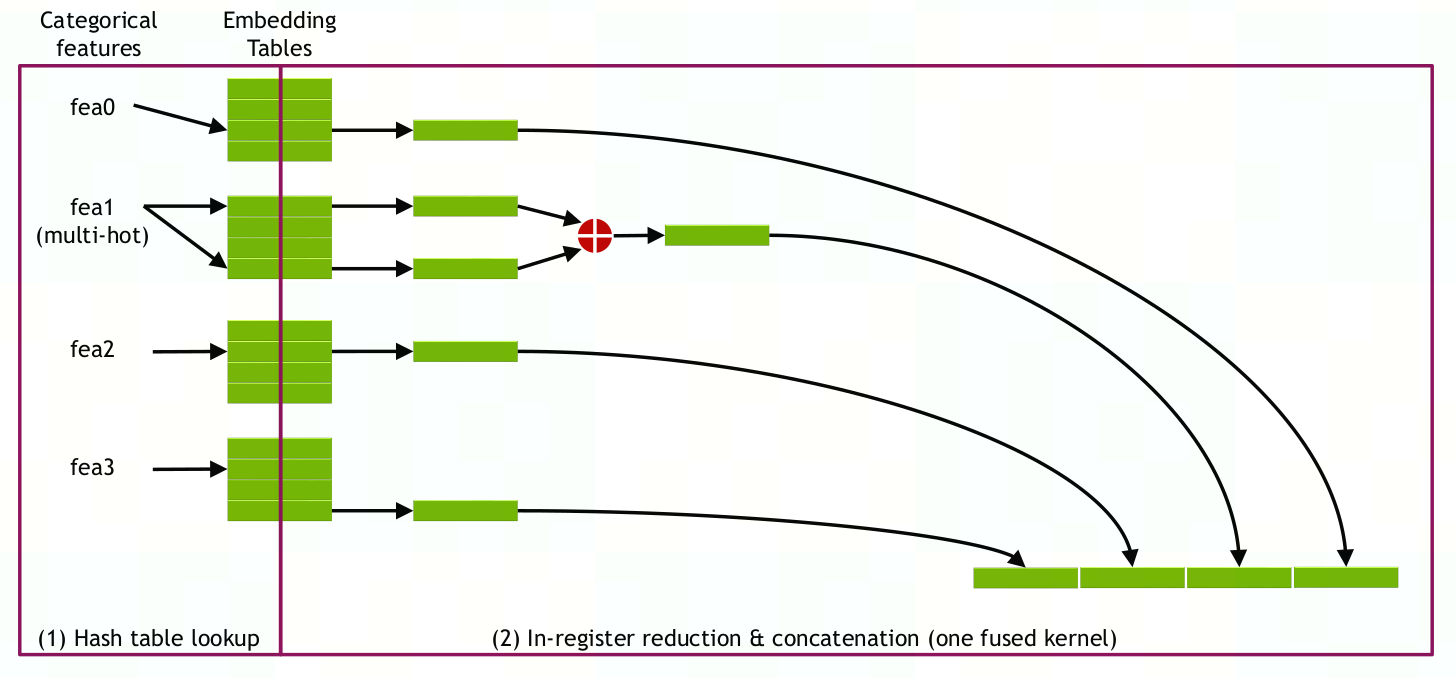 Categorical
features
Embedding
Tables
fea0
fea1
(multi-hot)
fea2
fea3
(1) Hash table lookup
(2) In-register reduction & concatenation (one fused kernel)